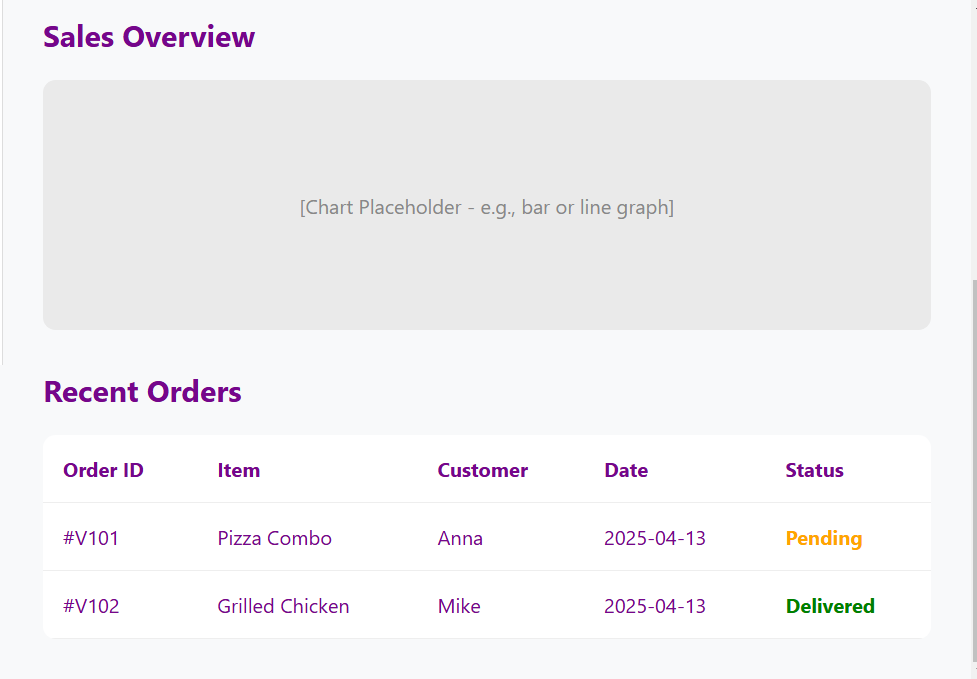 Sales Overview
[Chart Placeholder - e.g., bar or line graph]
Recent Orders
Order ID Item Customer Date Status
#V101 Pizza Combo Anna 2025-04-13 Pending
#V102 Grilled Chicken Mike 2025-04-13 Delivered